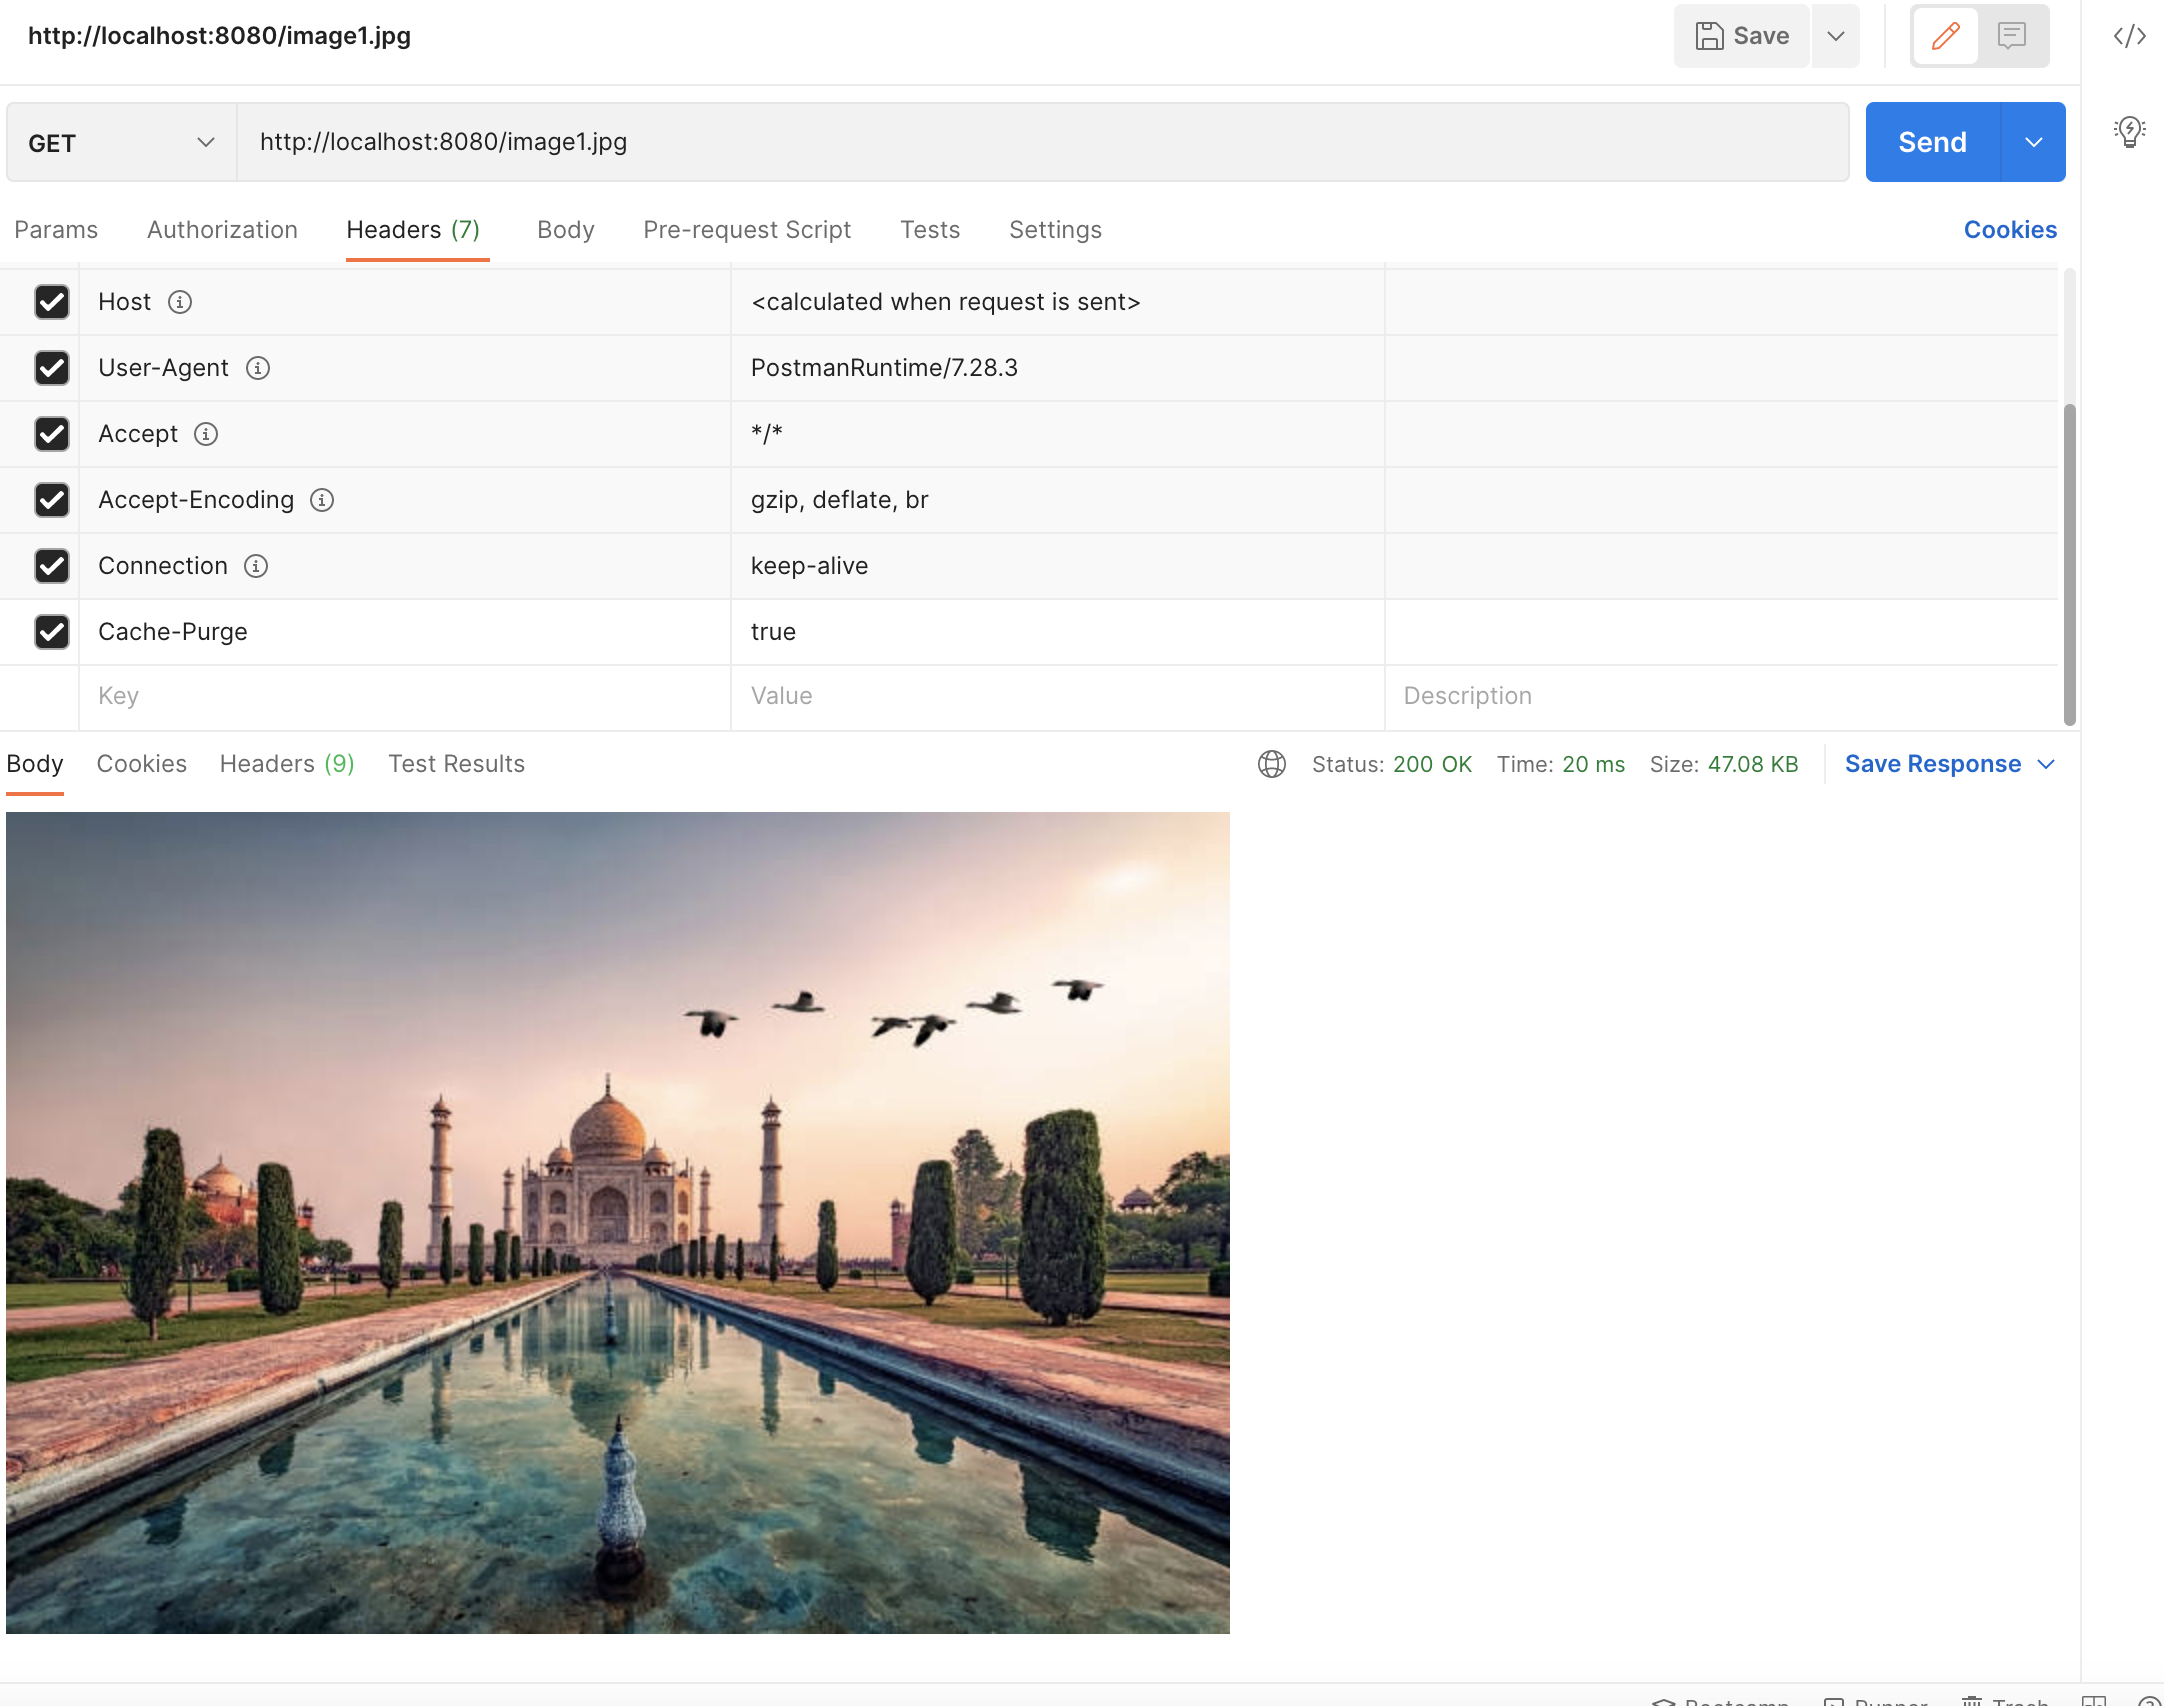 http://localhost:8080/image1.jpg
Save
GET
http://localhost:8080/image1.jpg
Send
Params Authorization Headers (7) Body Pre-request Script Tests Settings Cookies
Host <calculated when request is sent>
User-Agent PostmanRuntime/7.28.3
Accept */*
Accept-Encoding gzip, deflate, br
Connection keep-alive
Cache-Purge true
Key Value Description
Body Cookies Headers (9) Test Results Status: 200 OK Time: 20 ms Size: 47.08 KB Save Response
Bootcamp Runner Trash